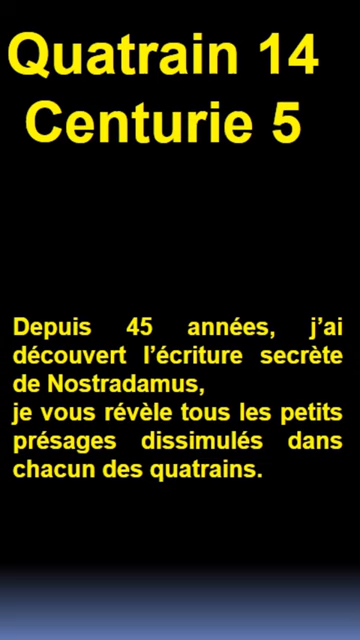 Quatrain 14
Centurie 5
Depuis 45 années, j'ai
découvert l'écriture secrète
de Nostradamus,
je vous révèle tous les petits
présages dissimulés dans
chacun des quatrains.